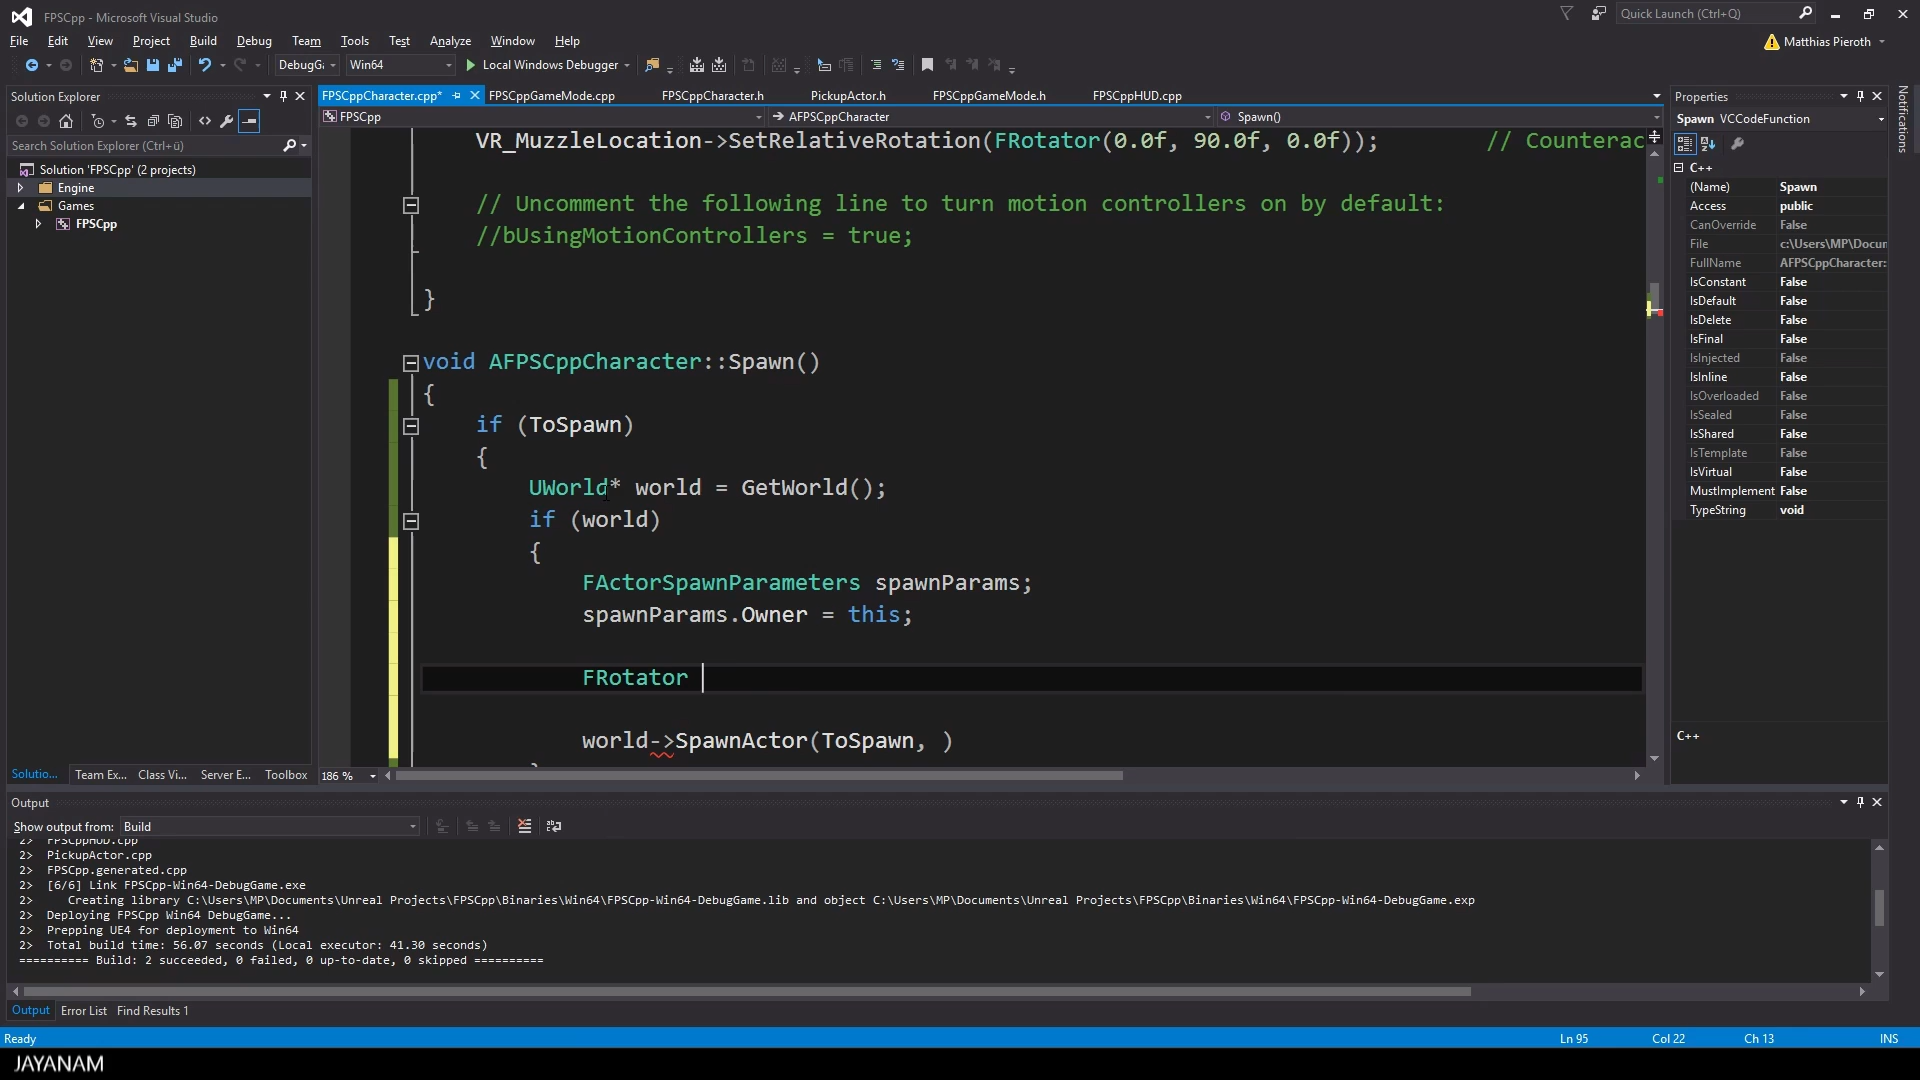 FPSCpp - Microsoft Visual Studio
Quick Launch (Ctrl+Q)
File Edit View Project Build Debug Team Tools Test Analyze Window Help
Matthias Pieroth
DebugG Win64 Local Windows Debugger
Solution Explorer
FPSCppCharacter.cpp* FPSCppGameMode.cpp FPSCppCharacter.h PickupActor.h FPSCppGameMode.h FPSCppHUD.cpp
FPSCpp AFPSCppCharacter Spawn()
Search Solution Explorer (Ctrl+ü)
Solution 'FPSCpp' (2 projects)
Engine
Games
FPSCpp
VR_MuzzleLocation->SetRelativeRotation(FRotator(0.0f, 90.0f, 0.0f)); // Counterac
// Uncomment the following line to turn motion controllers on by default:
//bUsingMotionControllers = true;
}
void AFPSCppCharacter::Spawn()
{
if (ToSpawn)
{
UWorld* world = GetWorld();
if (world)
{
FActorSpawnParameters spawnParams;
spawnParams.Owner = this;
FRotator
world->SpawnActor(ToSpawn, )
186 %
Solutio... Team Ex... Class Vi... Server E... Toolbox
Properties
Spawn VCCodeFunction
C++
(Name) Spawn
Access public
CanOverride False
File c:\Users\MP\Docum
FullName AFPSCppCharacter:
IsConstant False
IsDefault False
IsDelete False
IsFinal False
IsInjected False
IsInline False
IsOverloaded False
IsSealed False
IsShared False
IsTemplate False
IsVirtual False
MustImplement False
TypeString void
C++
Notifications
Output
Show output from: Build
2> FPSCppHUD.cpp
2> PickupActor.cpp
2> FPSCpp.generated.cpp
2> [6/6] Link FPSCpp-Win64-DebugGame.exe
2> Creating library C:\Users\MP\Documents\Unreal Projects\FPSCpp\Binaries\Win64\FPSCpp-Win64-DebugGame.lib and object C:\Users\MP\Documents\Unreal Projects\FPSCpp\Binaries\Win64\FPSCpp-Win64-DebugGame.exp
2> Deploying FPSCpp Win64 DebugGame...
2> Prepping UE4 for deployment to Win64
2> Total build time: 56.07 seconds (Local executor: 41.30 seconds)
========== Build: 2 succeeded, 0 failed, 0 up-to-date, 0 skipped ==========
Output Error List Find Results 1
Ready Ln 95 Col 22 Ch 13 INS
JAYANAM